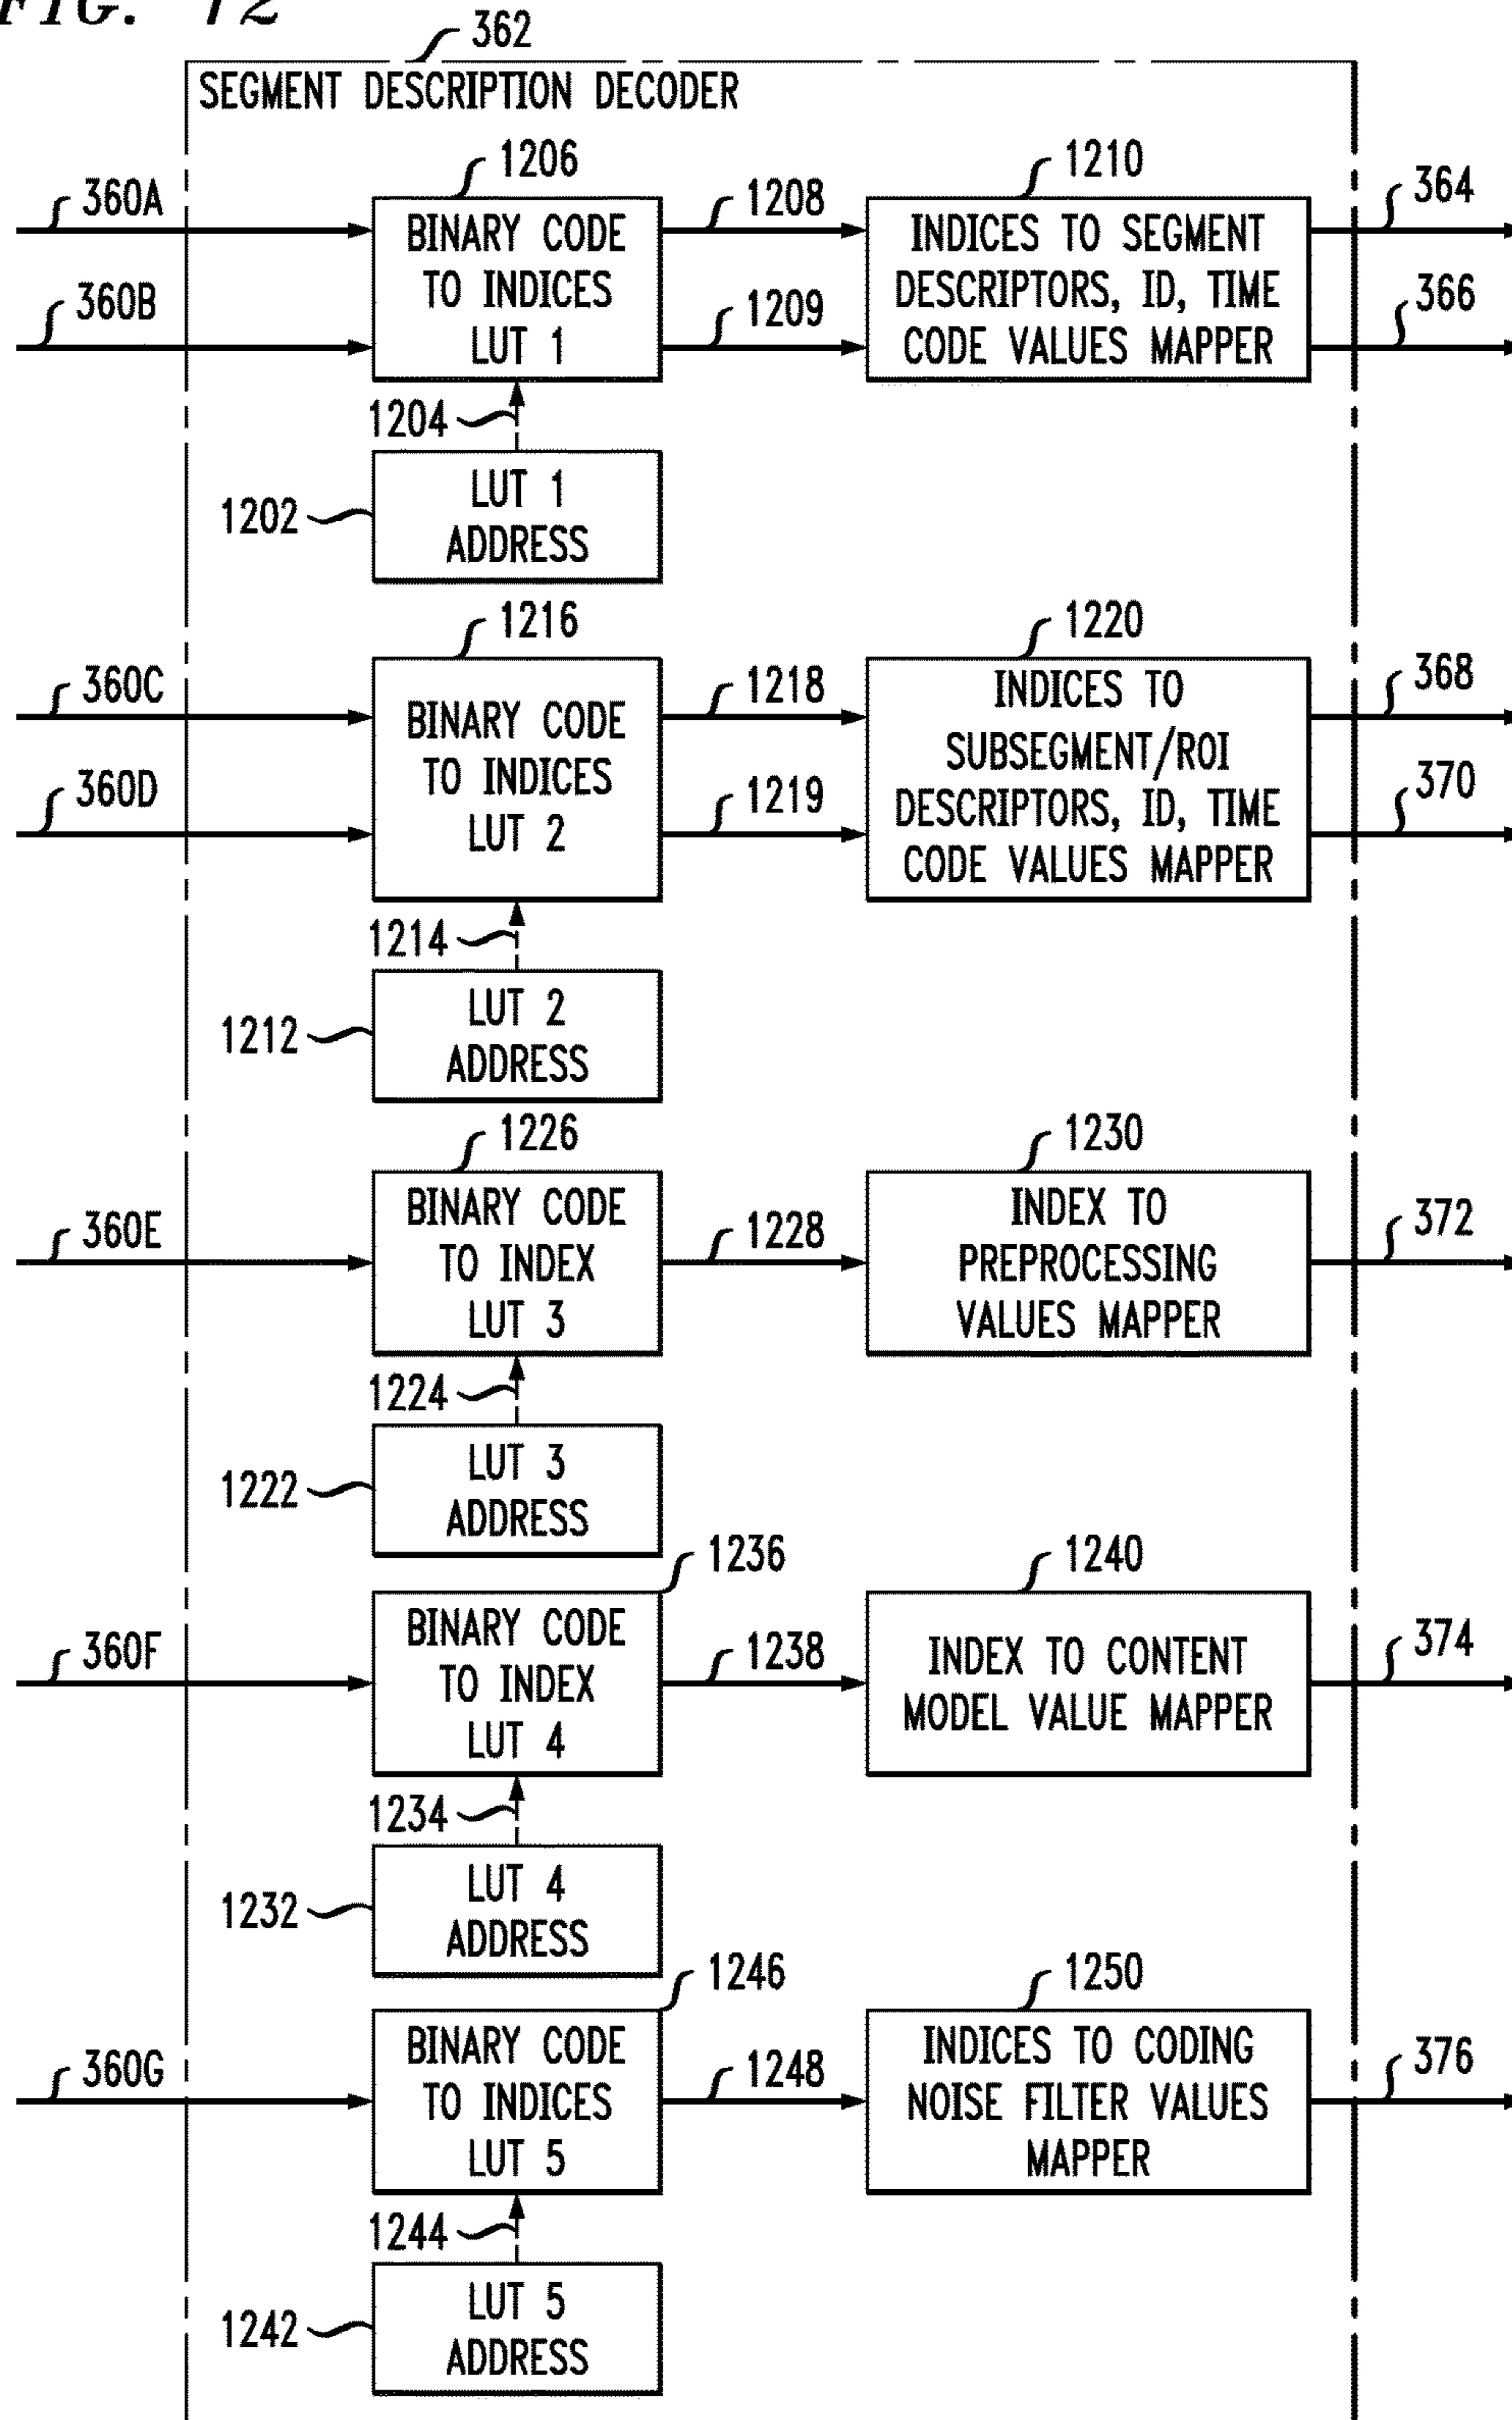 FIG. 12
362
SEGMENT DESCRIPTION DECODER
1206
1210
360A
1208
364
BINARY CODE
TO INDICES
LUT 1
INDICES TO SEGMENT
DESCRIPTORS, ID, TIME
CODE VALUES MAPPER
360B
1209
366
1204
LUT 1
ADDRESS
1202
1216
1220
360C
1218
368
BINARY CODE
TO INDICES
LUT 2
INDICES TO
SUBSEGMENT/ROI
DESCRIPTORS, ID, TIME
CODE VALUES MAPPER
360D
1219
370
1214
LUT 2
ADDRESS
1212
1226
1230
360E
1228
372
BINARY CODE
TO INDEX
LUT 3
INDEX TO
PREPROCESSING
VALUES MAPPER
1224
LUT 3
ADDRESS
1222
1236
1240
360F
1238
374
BINARY CODE
TO INDEX
LUT 4
INDEX TO CONTENT
MODEL VALUE MAPPER
1234
LUT 4
ADDRESS
1232
1246
1250
360G
1248
376
BINARY CODE
TO INDICES
LUT 5
INDICES TO CODING
NOISE FILTER VALUES
MAPPER
1244
LUT 5
ADDRESS
1242